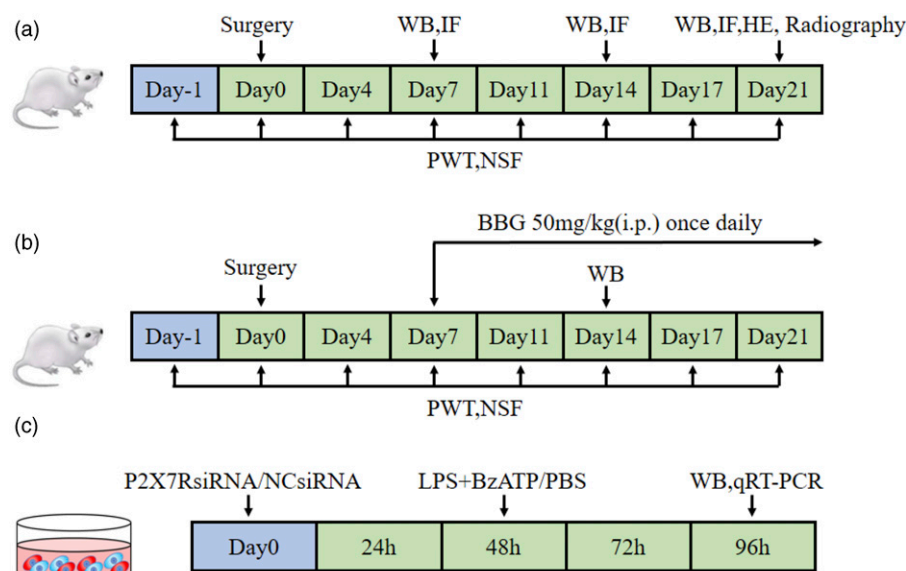 (a)
Surgery WB,IF WB,IF WB,IF,HE, Radiography
Day-1 Day0 Day4 Day7 Day11 Day14 Day17 Day21
PWT,NSF
(b)
BBG 50mg/kg(i.p.) once daily
Surgery WB
Day-1 Day0 Day4 Day7 Day11 Day14 Day17 Day21
PWT,NSF
(c)
P2X7RsiRNA/NCsiRNA LPS+BzATP/PBS WB,qRT-PCR
Day0 24h 48h 72h 96h